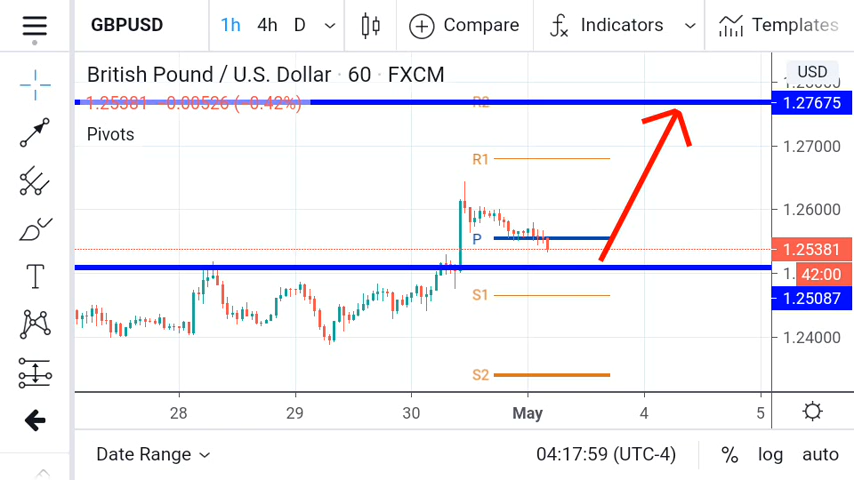 GBPUSD 1h 4h D Compare Indicators Templates
British Pound / U.S. Dollar · 60 · FXCM USD
1.25381 −0.00526 (−0.42%) R2 1.27675
Pivots
1.27000
R1
1.26000
P
1.25381
42:00
1.25087
S1
1.24000
S2
28 29 30 May 4 5
Date Range 04:17:59 (UTC-4) % log auto